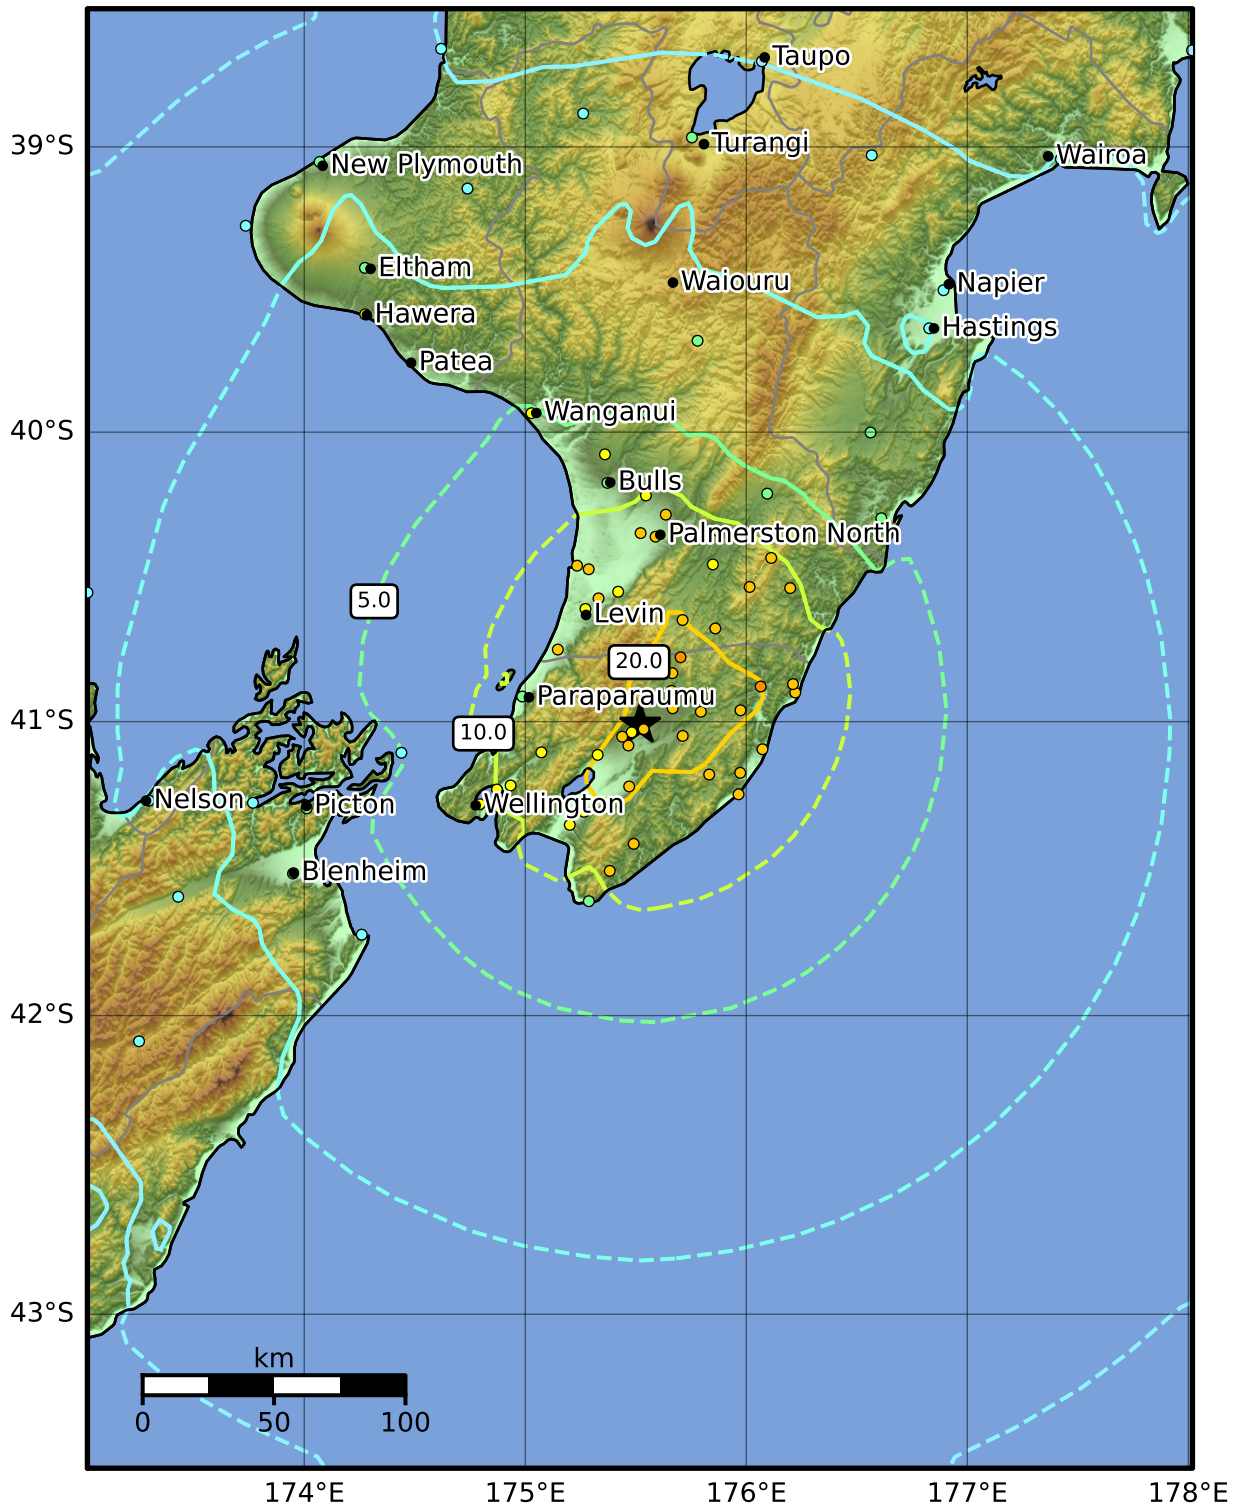 Taupo
39°S
Turangi
Wairoa
New Plymouth
Eltham
Waiouru
Napier
Hawera
Hastings
Patea
Wanganui
40°S
Bulls
Palmerston North
5.0
Levin
20.0
Paraparaumu
41°S
10.0
Nelson
Picton
Wellington
Blenheim
42°S
43°S
km
0 50 100
174°E 175°E 176°E 177°E 178°E